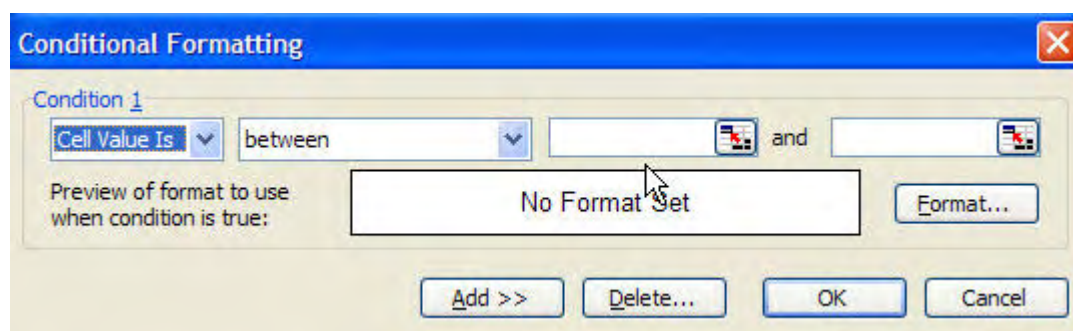 Conditional Formatting
Condition 1
Cell Value Is between and
Preview of format to use
when condition is true:
No Format Set
Format...
Add >> Delete... OK Cancel